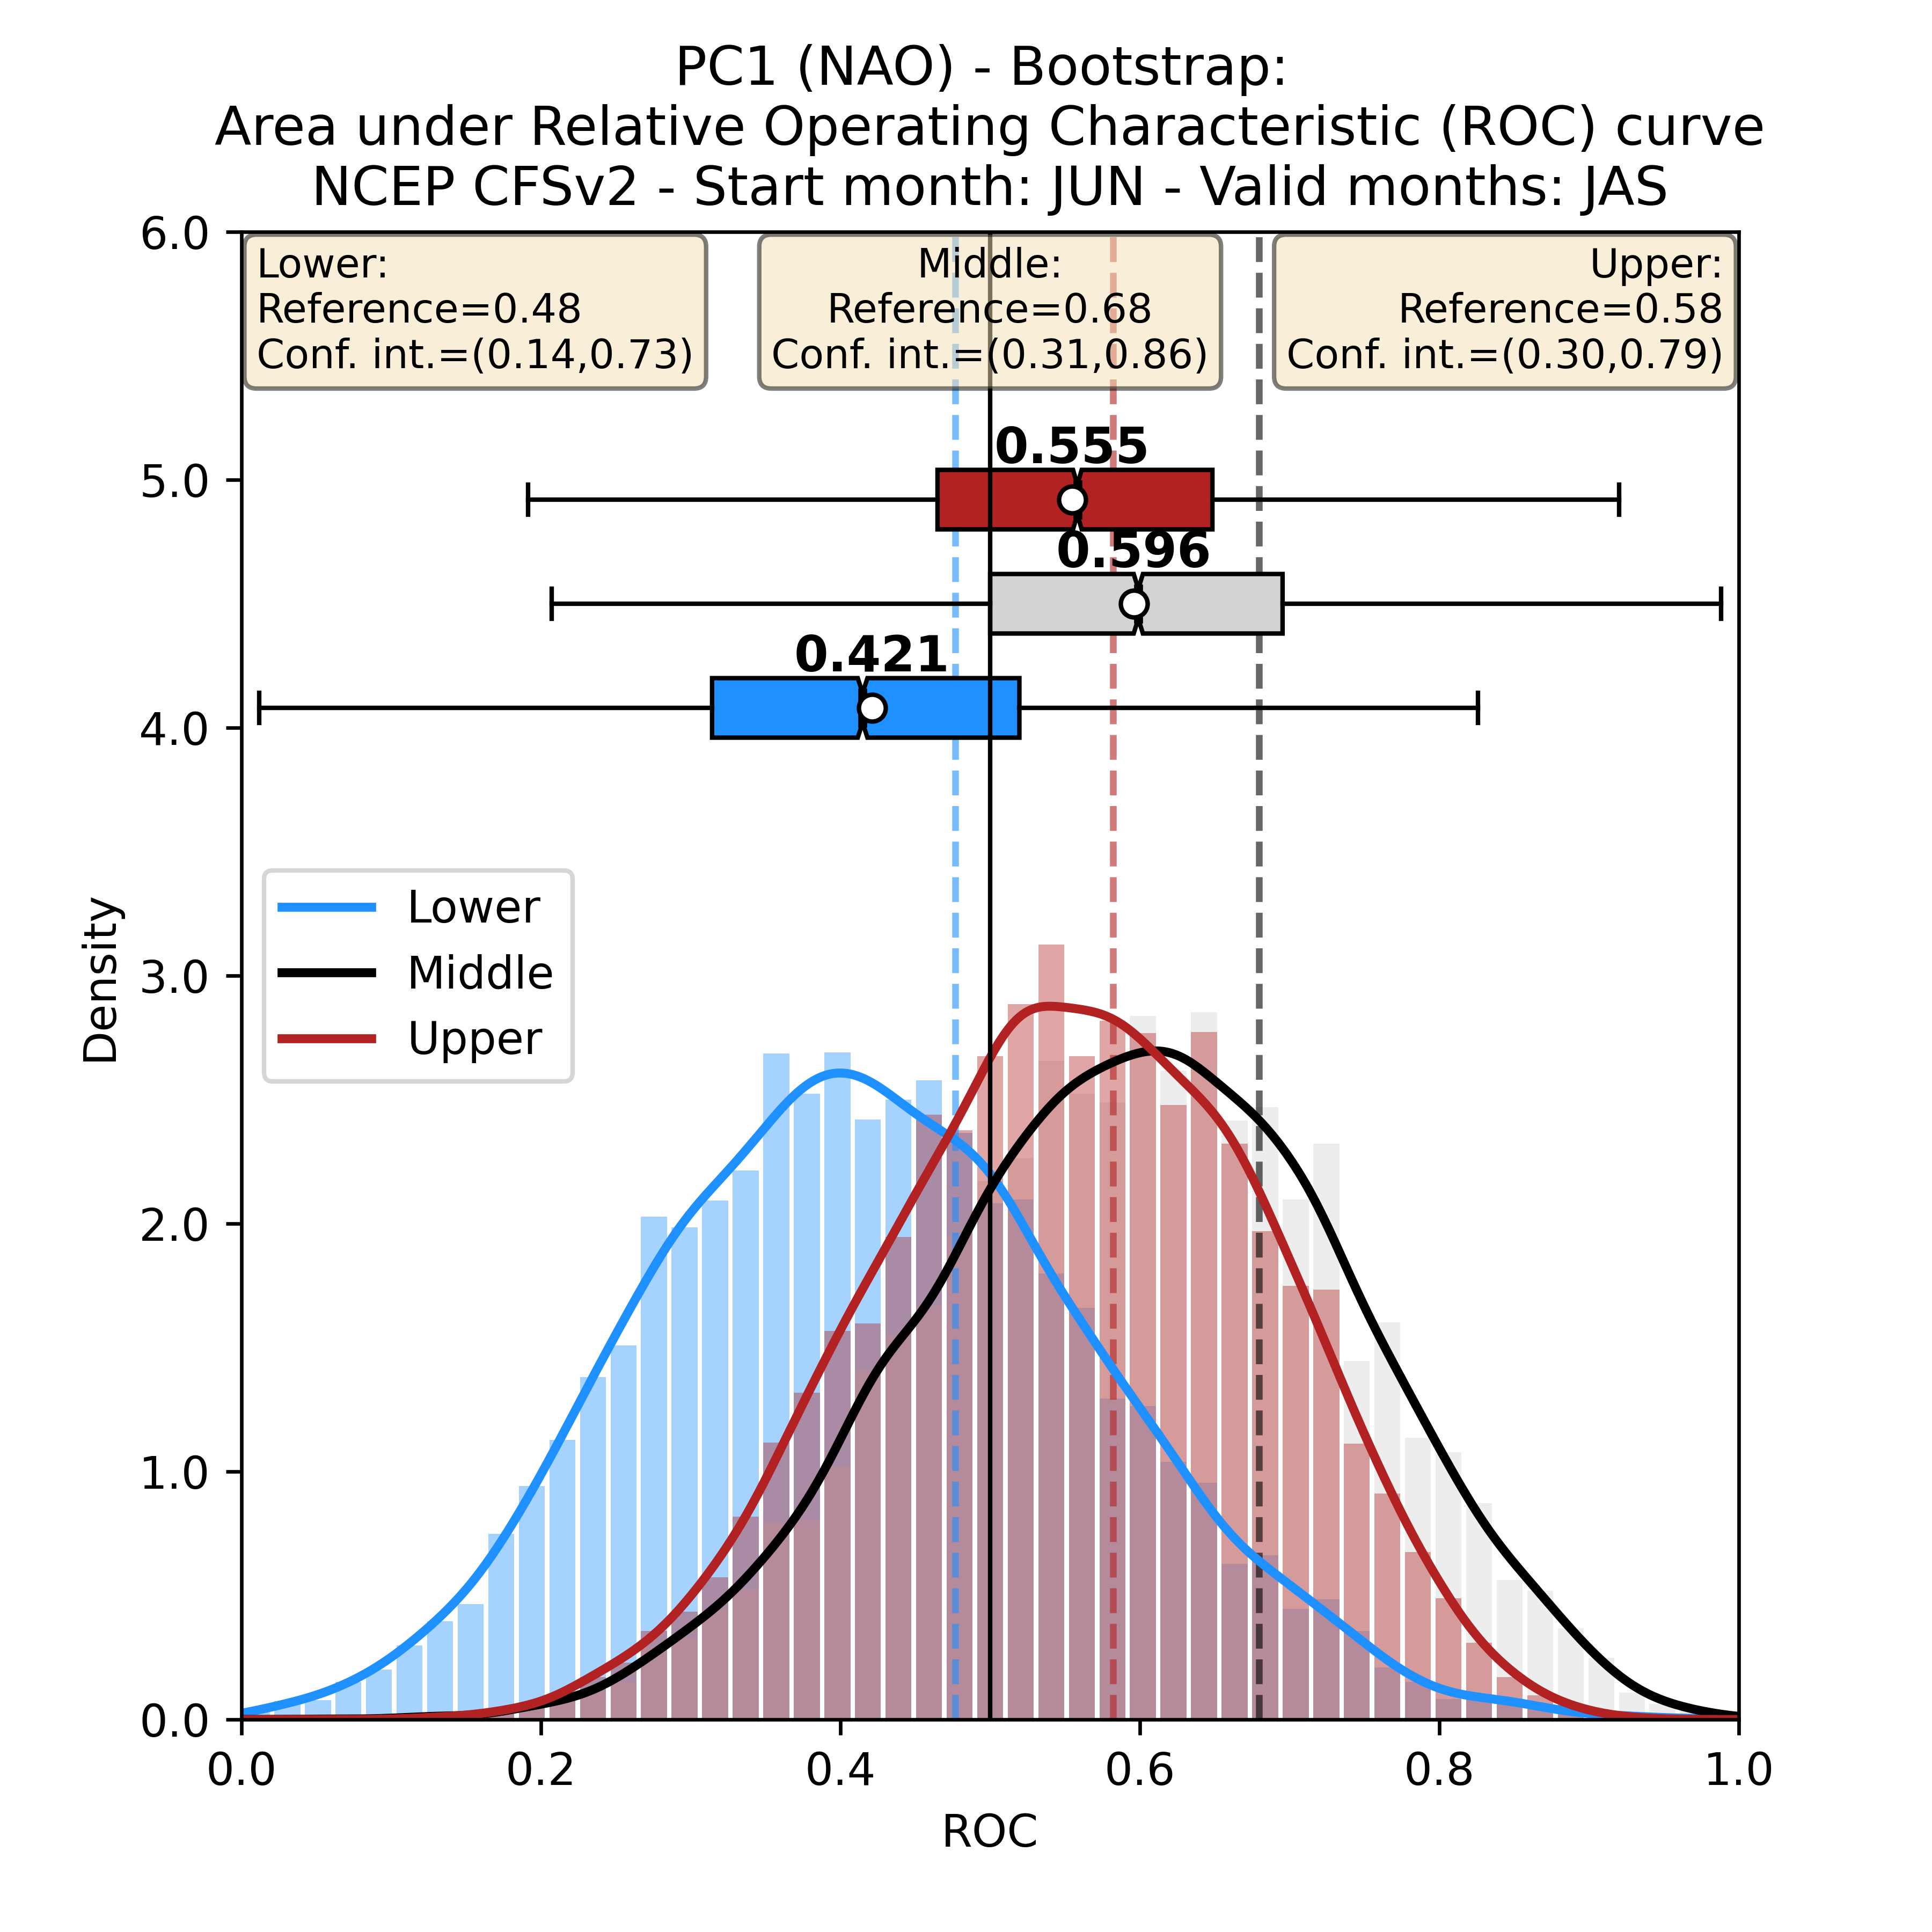 PC1 (NAO) - Bootstrap:
Area under Relative Operating Characteristic (ROC) curve
NCEP CFSv2 - Start month: JUN - Valid months: JAS
6.0
Lower:
Reference=0.48
Conf. int.=(0.14,0.73)
Middle:
Reference=0.68
Conf. int.=(0.31,0.86)
Upper:
Reference=0.58
Conf. int.=(0.30,0.79)
0.555
5.0
0.596
0.421
4.0
Lower
Middle
Upper
3.0
Density
2.0
1.0
0.0
0.0
0.2
0.4
0.6
0.8
1.0
ROC